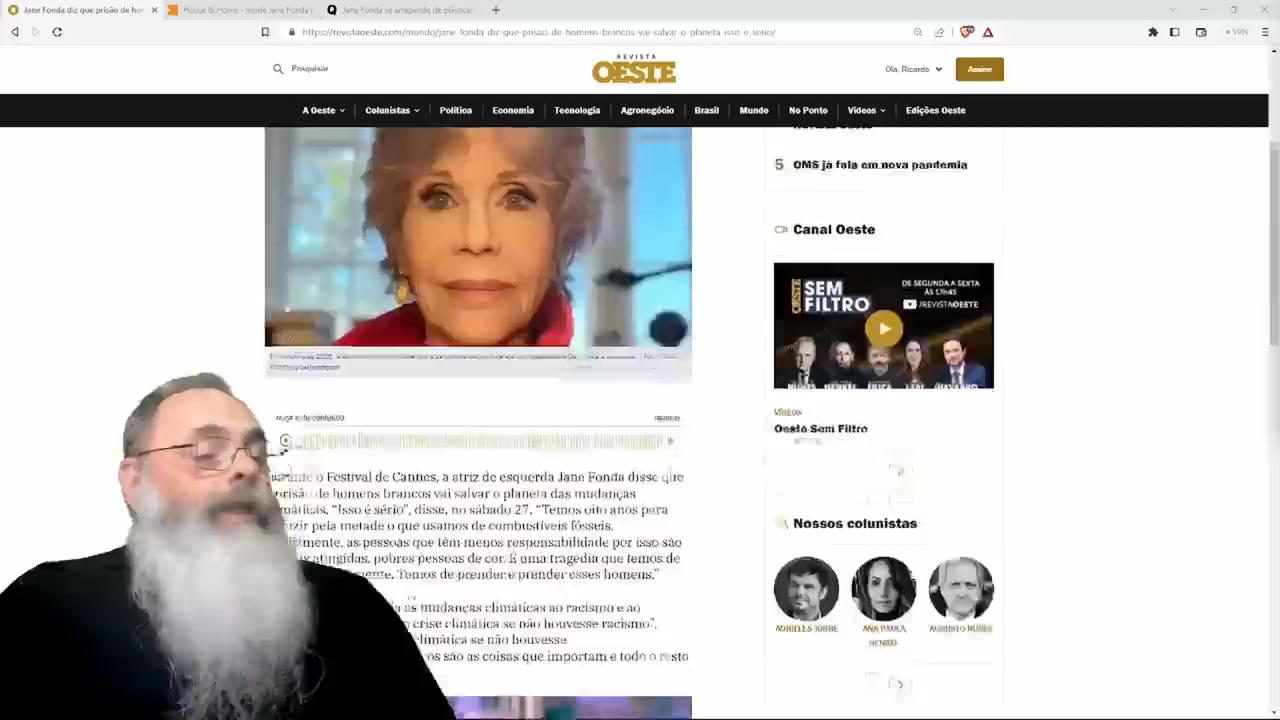 Jane Fonda diz que prisão de hor
House & Home - Inside Jane Fonda
Jane Fonda se arrepende de plástica
https://revistaoeste.com/mundo/jane-fonda-diz-que-prisao-de-homens-brancos-vai-salvar-o-planeta-isso-e-serio/
VPN
Pesquisar
REVISTA
OESTE
Olá, Ricardo
Assine
A Oeste
Colunistas
Política
Economia
Tecnologia
Agronegócio
Brasil
Mundo
No Ponto
Vídeos
Edições Oeste
5 OMS já fala em nova pandemia
Canal Oeste
OESTE
SEM
FILTRO
DE SEGUNDA A SEXTA
ÀS 17h45
/REVISTAOESTE
VÍDEOS
Oeste Sem Filtro
o Festival de Cannes, a atriz de esquerda Jane Fonda disse que
prisão de homens brancos vai salvar o planeta das mudanças
"Isso é sério", disse, no sábado 27. "Temos oito anos para
pela metade o que usamos de combustíveis fósseis.
as pessoas que têm menos responsabilidade por isso são
atingidas, pobres pessoas de cor. É uma tragédia que temos de
Temos de prender e prender esses homens."
as mudanças climáticas ao racismo e ao
crise climática se não houvesse racismo".
climática se não houvesse
são as coisas que importam e todo o resto
Nossos colunistas
ANA PAULA
HENKEL
AUGUSTO NUNES